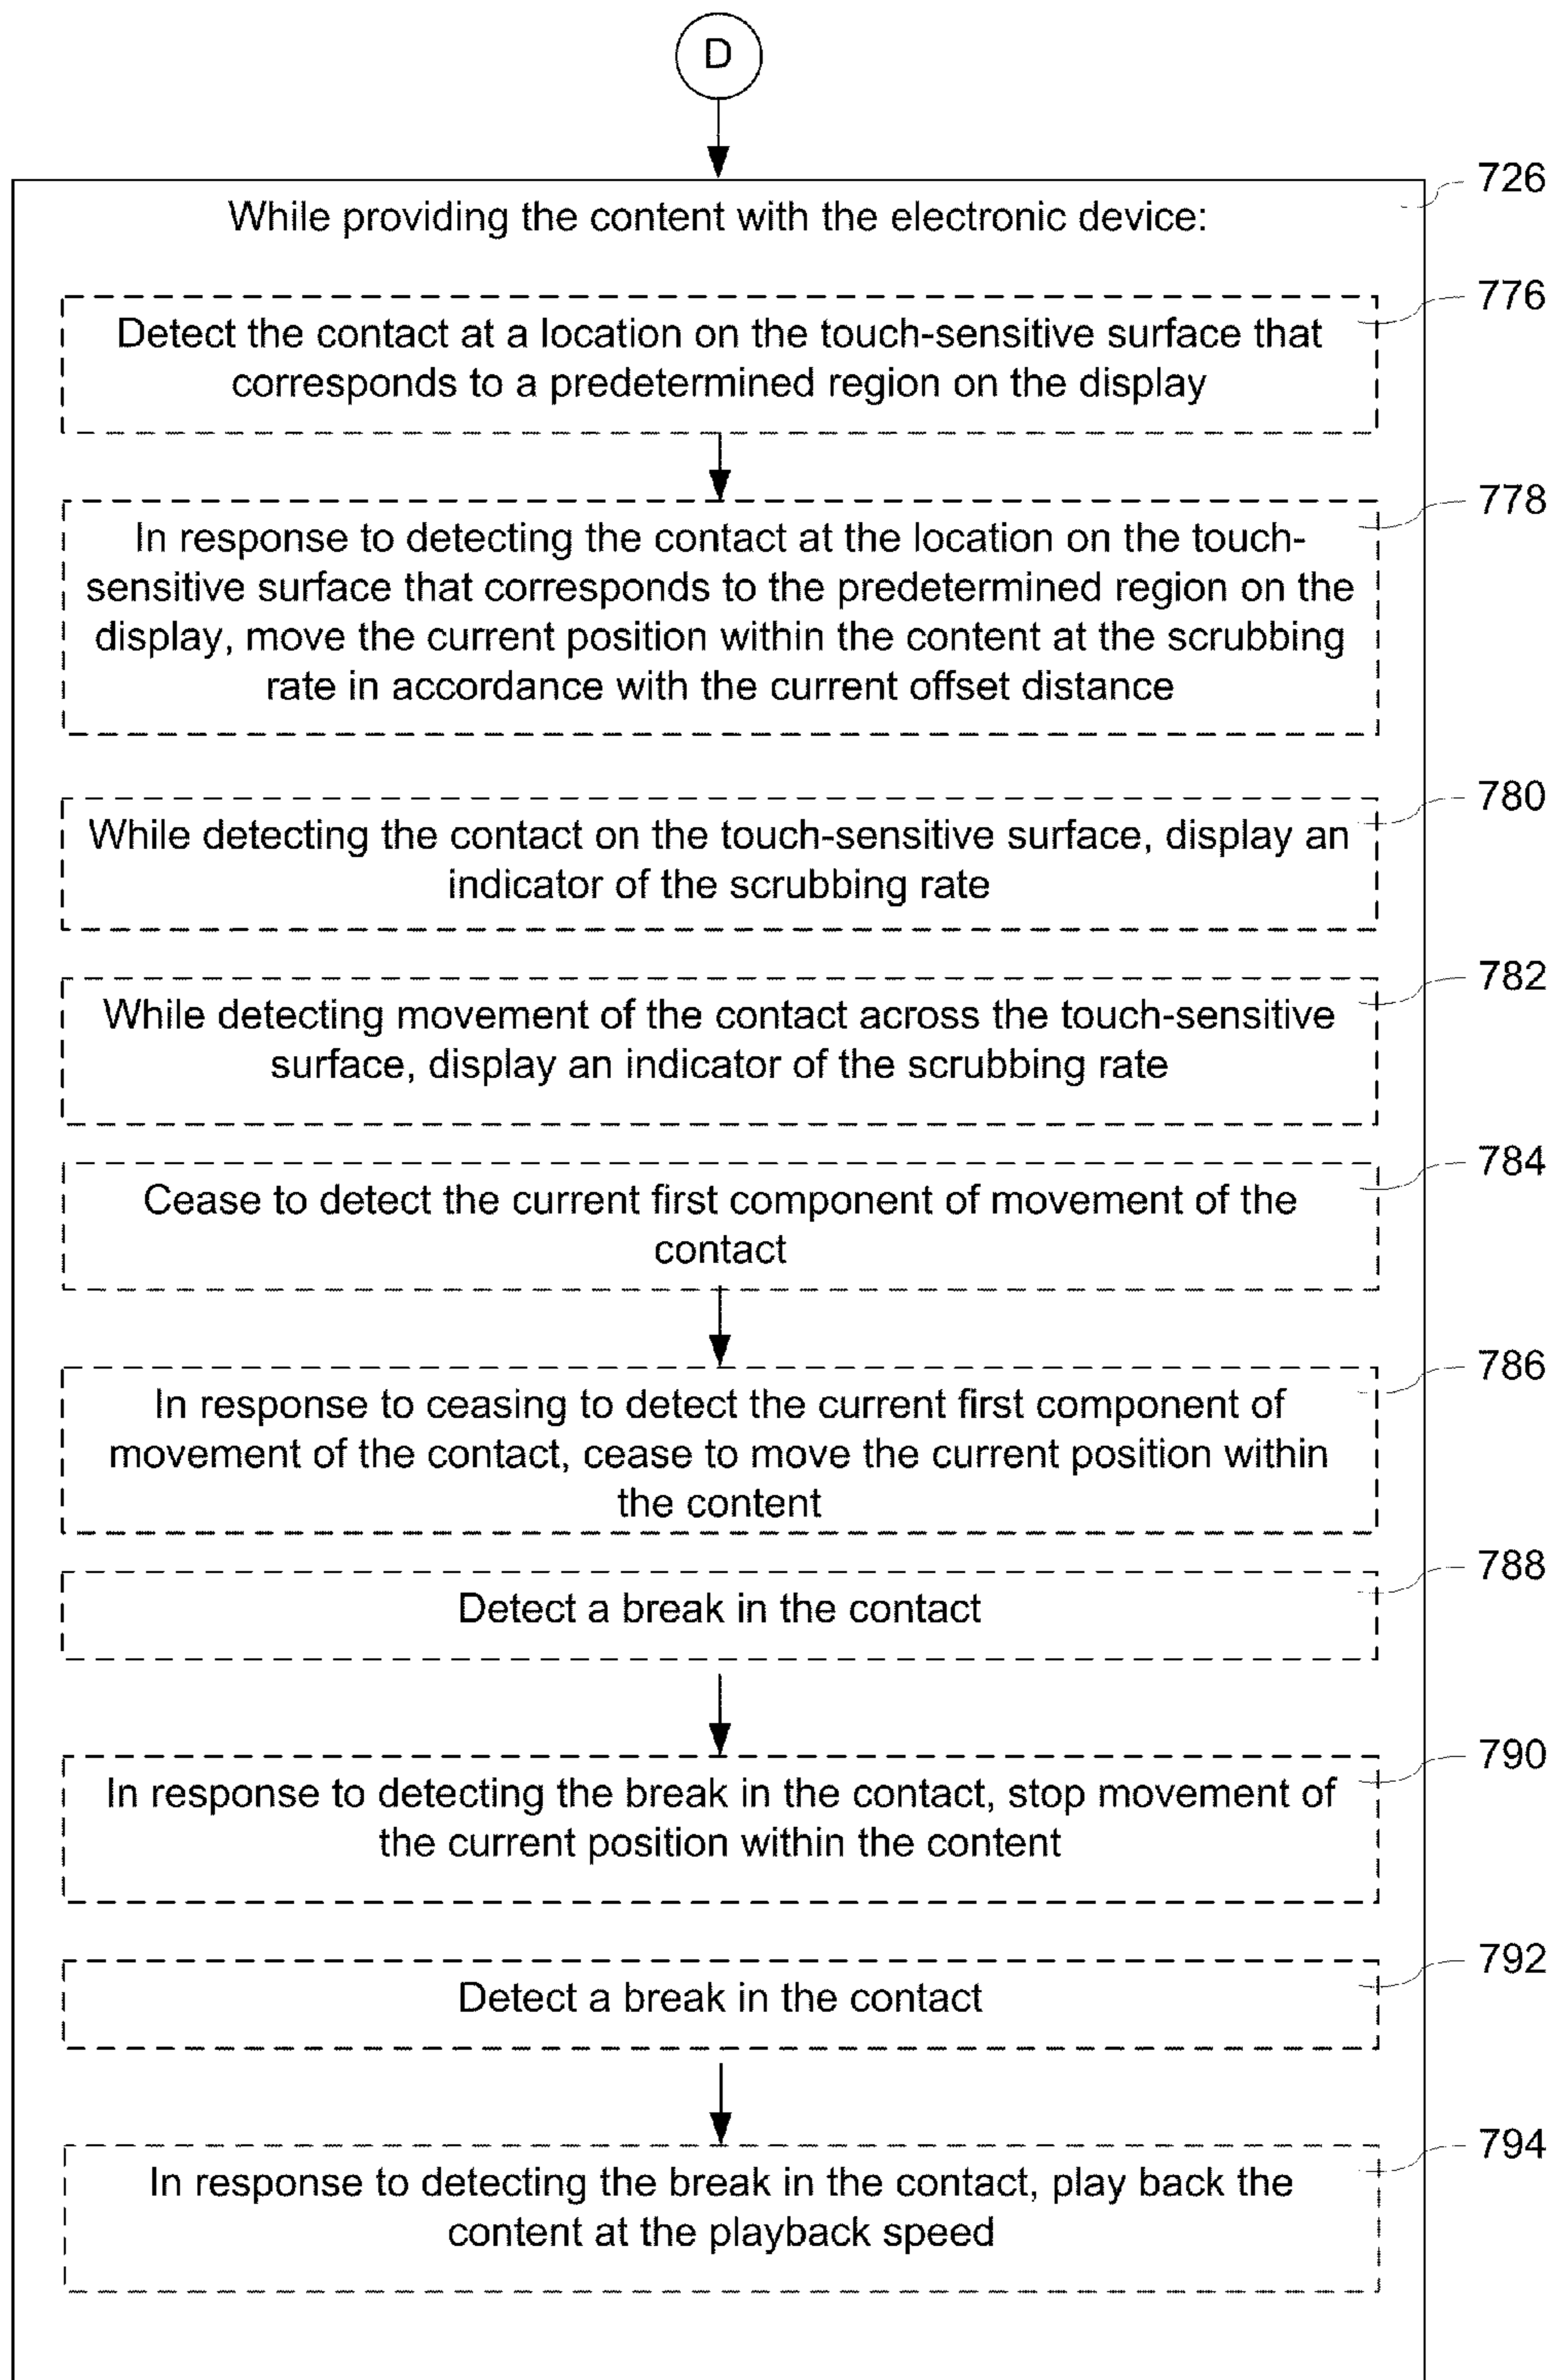 D
726
While providing the content with the electronic device:
776
Detect the contact at a location on the touch-sensitive surface that
corresponds to a predetermined region on the display
778
In response to detecting the contact at the location on the touch-
sensitive surface that corresponds to the predetermined region on the
display, move the current position within the content at the scrubbing
rate in accordance with the current offset distance
780
While detecting the contact on the touch-sensitive surface, display an
indicator of the scrubbing rate
782
While detecting movement of the contact across the touch-sensitive
surface, display an indicator of the scrubbing rate
784
Cease to detect the current first component of movement of the
contact
786
In response to ceasing to detect the current first component of
movement of the contact, cease to move the current position within
the content
788
Detect a break in the contact
790
In response to detecting the break in the contact, stop movement of
the current position within the content
792
Detect a break in the contact
794
In response to detecting the break in the contact, play back the
content at the playback speed